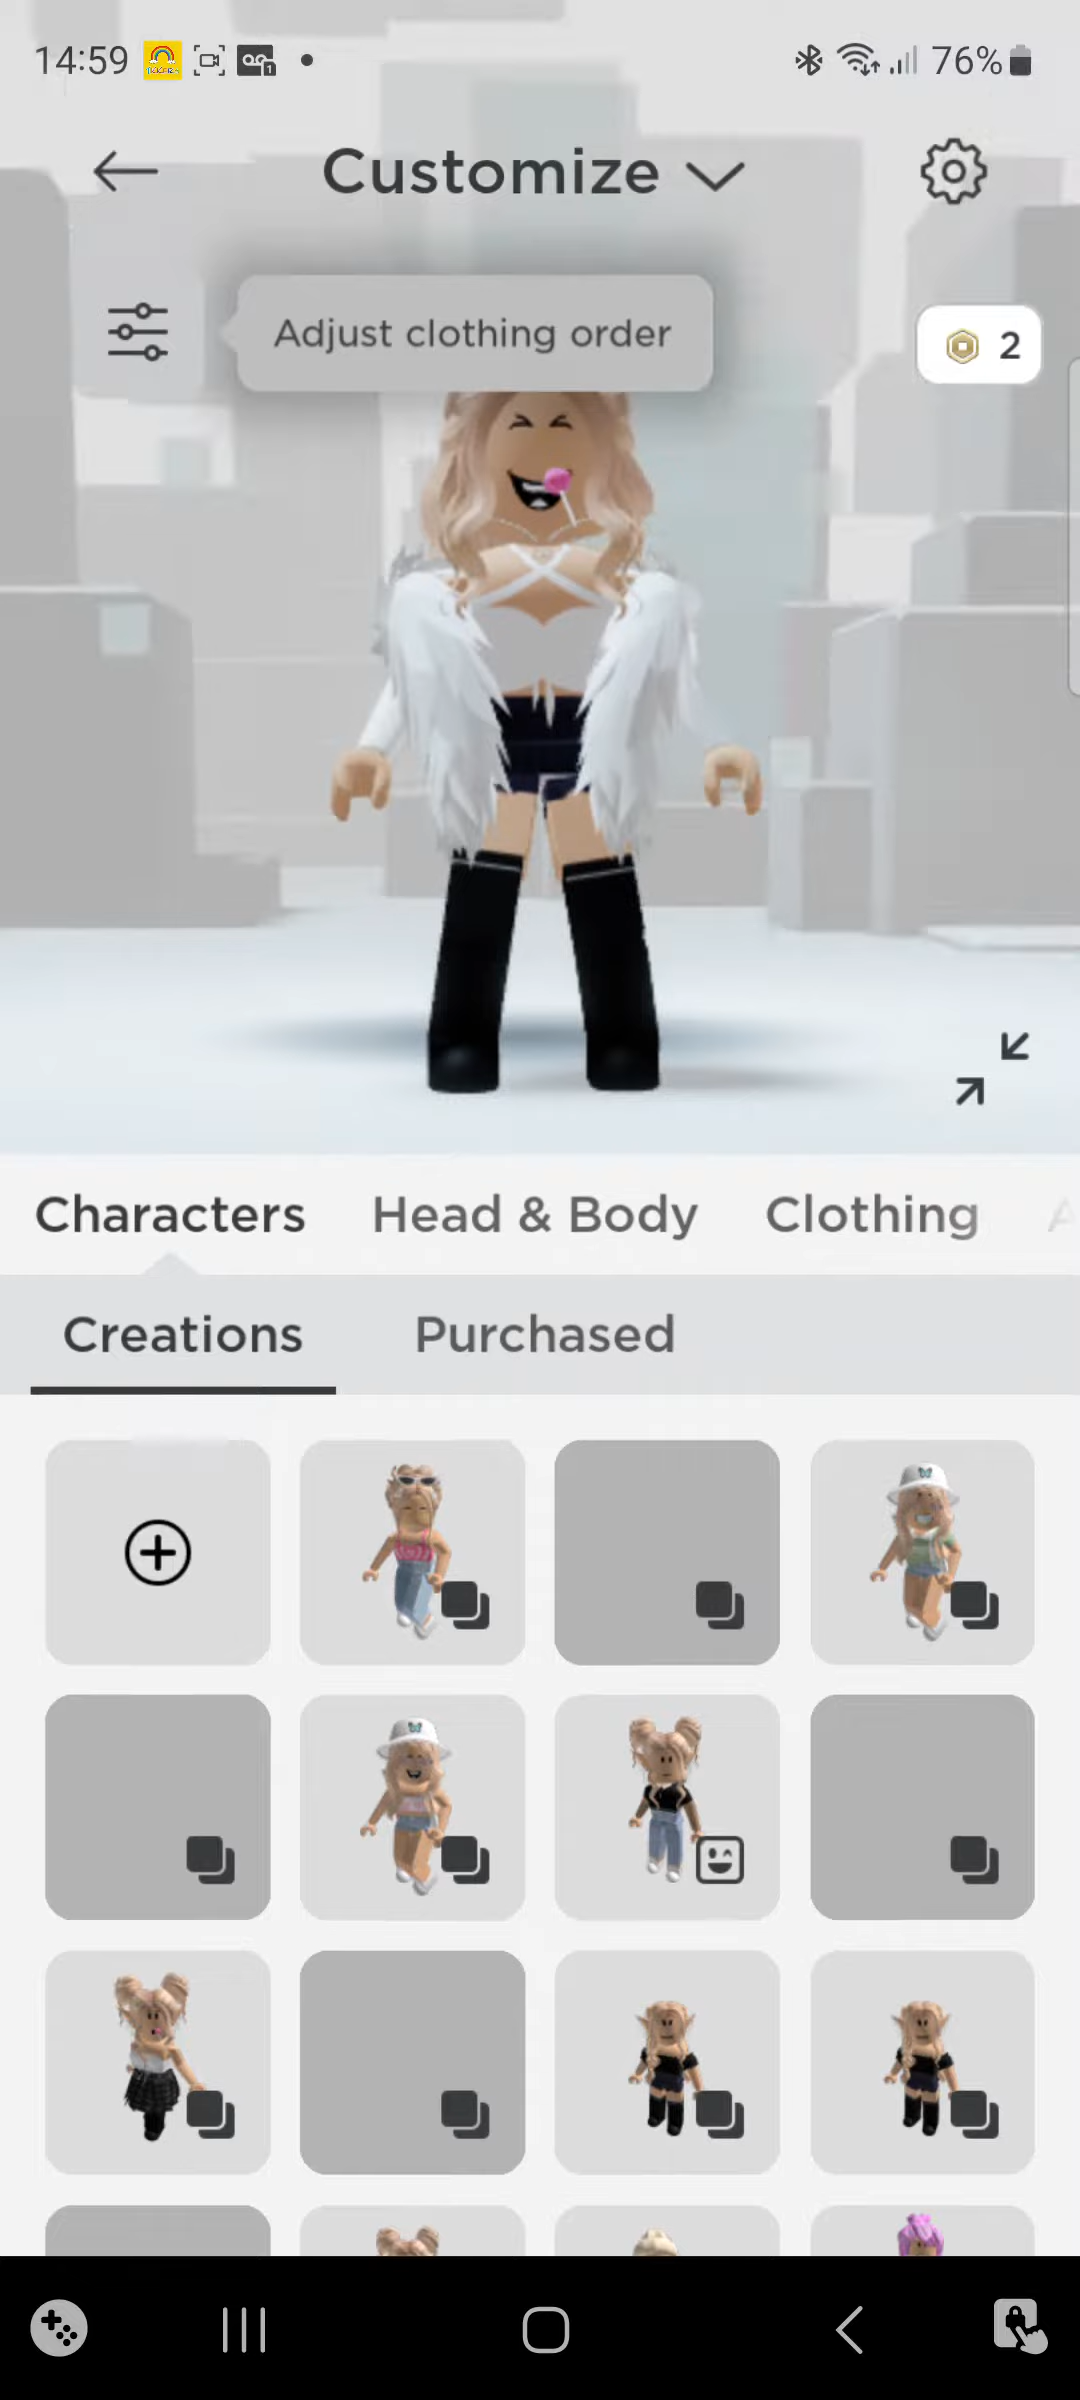 14:59
76%
Customize
Adjust clothing order
2
Characters
Head & Body
Clothing
A
Creations
Purchased